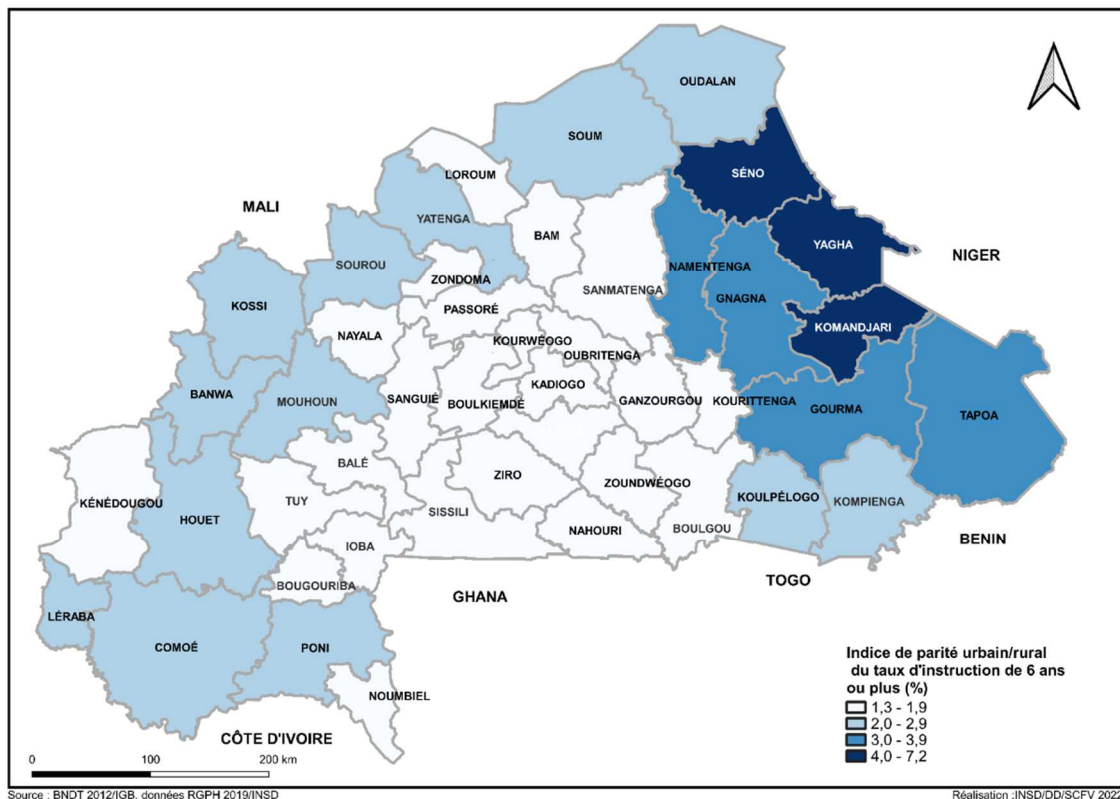 OUDALAN
SOUM
SÉNO
LOROUM
MALI
YATENGA
BAM
YAGHA
NIGER
SOUROU
ZONDOMA
NAMENTENGA
SANMATENGA
GNAGNA
KOSSI
PASSORÉ
KOMANDJARI
NAYALA
KOURWÉOGO
OUBRITENGA
KADIOGO
BANWA
MOUHOUN
SANGUIÉ
BOULKIEMDÉ
GANZOURGOU
KOURITTENGA
GOURMA
TAPOA
BALÉ
ZIRO
ZOUNDWÉOGO
KÉNÉDOUGOU
TUY
KOULPÉLOGO
KOMPIENGA
HOUET
SISSILI
NAHOURI
BOULGOU
BENIN
IOBA
BOUGOURIBA
TOGO
GHANA
LÉRABA
COMOÉ
PONI
NOUMBIEL
CÔTE D'IVOIRE
Indice de parité urbain/rural
du taux d'instruction de 6 ans
ou plus (%)
1,3 - 1,9
2,0 - 2,9
3,0 - 3,9
4,0 - 7,2
0 100 200 km
Source : BNDT 2012/IGB, données RGPH 2019/INSD
Réalisation :INSD/DD/SCFV 2022